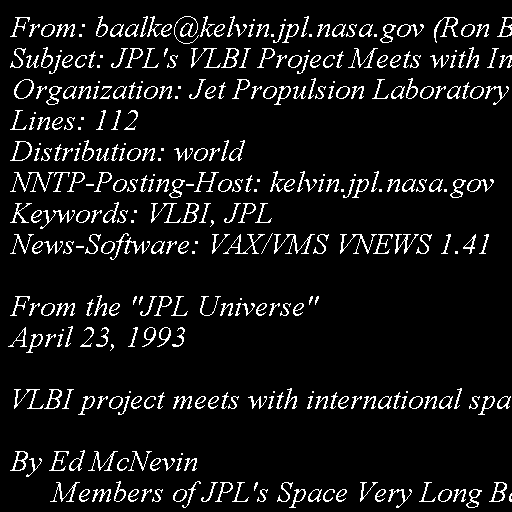 From: baalke@kelvin.jpl.nasa.gov (Ron B
Subject: JPL's VLBI Project Meets with In
Organization: Jet Propulsion Laboratory
Lines: 112
Distribution: world
NNTP-Posting-Host: kelvin.jpl.nasa.gov
Keywords: VLBI, JPL
News-Software: VAX/VMS VNEWS 1.41
From the "JPL Universe"
April 23, 1993
VLBI project meets with international spa
By Ed McNevin
Members of JPL's Space Very Long Ba